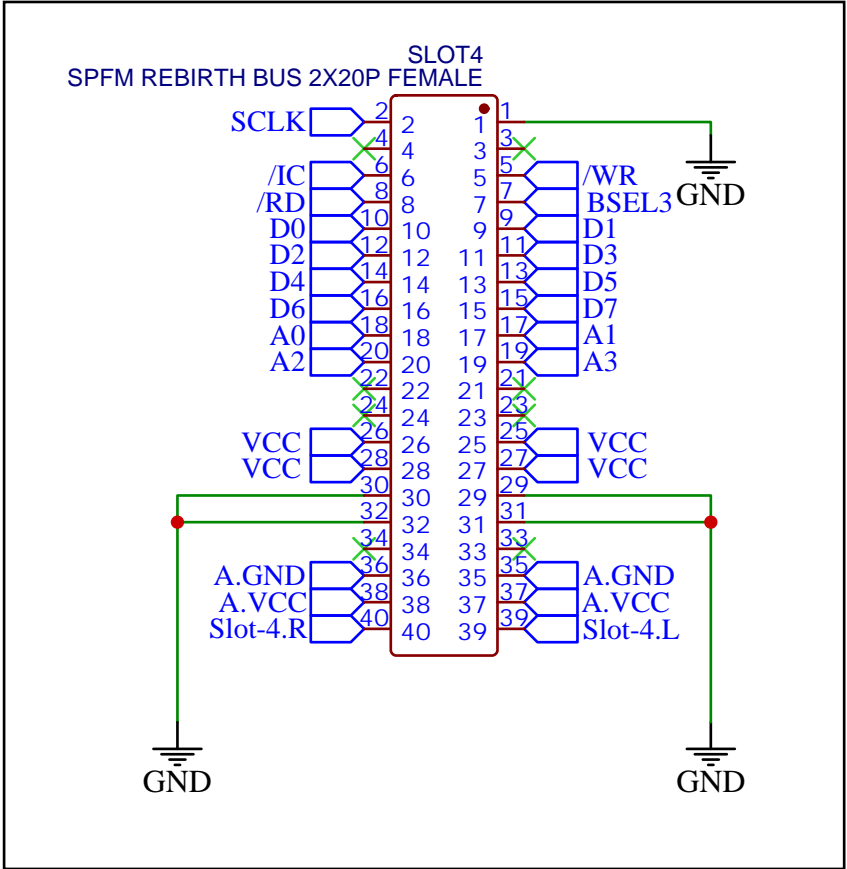 SLOT4
SPFM REBIRTH BUS 2X20P FEMALE
SCLK 2 2 1 1
4 4 3 3
/IC 6 6 5 5 /WR
/RD 8 8 7 7 BSEL3 GND
D0 10 10 9 9 D1
D2 12 12 11 11 D3
D4 14 14 13 13 D5
D6 16 16 15 15 D7
A0 18 18 17 17 A1
A2 20 20 19 19 A3
22 22 21 21
24 24 23 23
VCC 26 26 25 25 VCC
VCC 28 28 27 27 VCC
30 30 29 29
32 32 31 31
34 34 33 33
A.GND 36 36 35 35 A.GND
A.VCC 38 38 37 37 A.VCC
Slot-4.R 40 40 39 39 Slot-4.L
GND GND